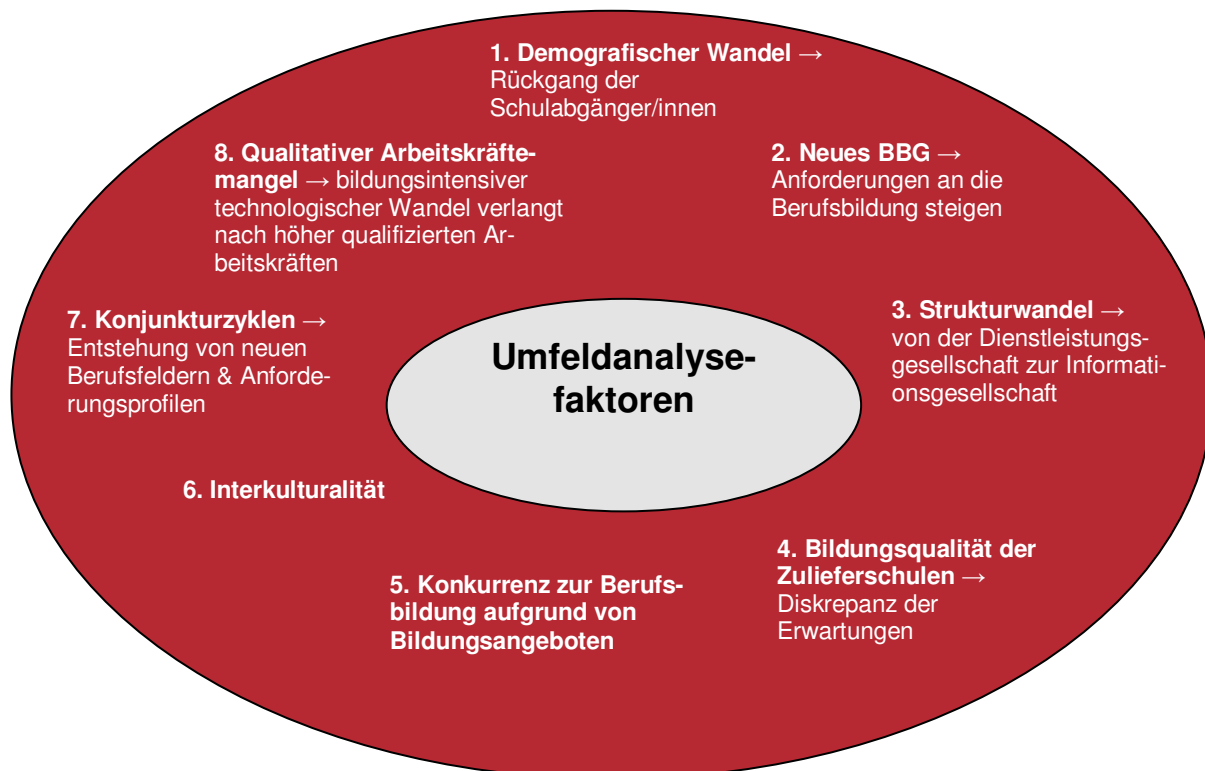 1. Demografischer Wandel →
Rückgang der
Schulabgänger/innen
2. Neues BBG →
Anforderungen an die
Berufsbildung steigen
3. Strukturwandel →
von der Dienstleistungs-
gesellschaft zur Informati-
onsgesellschaft
4. Bildungsqualität der
Zulieferschulen →
Diskrepanz der
Erwartungen
5. Konkurrenz zur Berufs-
bildung aufgrund von
Bildungsangeboten
6. Interkulturalität
7. Konjunkturzyklen →
Entstehung von neuen
Berufsfeldern & Anforde-
rungsprofilen
8. Qualitativer Arbeitskräfte-
mangel → bildungsintensiver
technologischer Wandel verlangt
nach höher qualifizierten Ar-
beitskräften
Umfeldanalyse-
faktoren